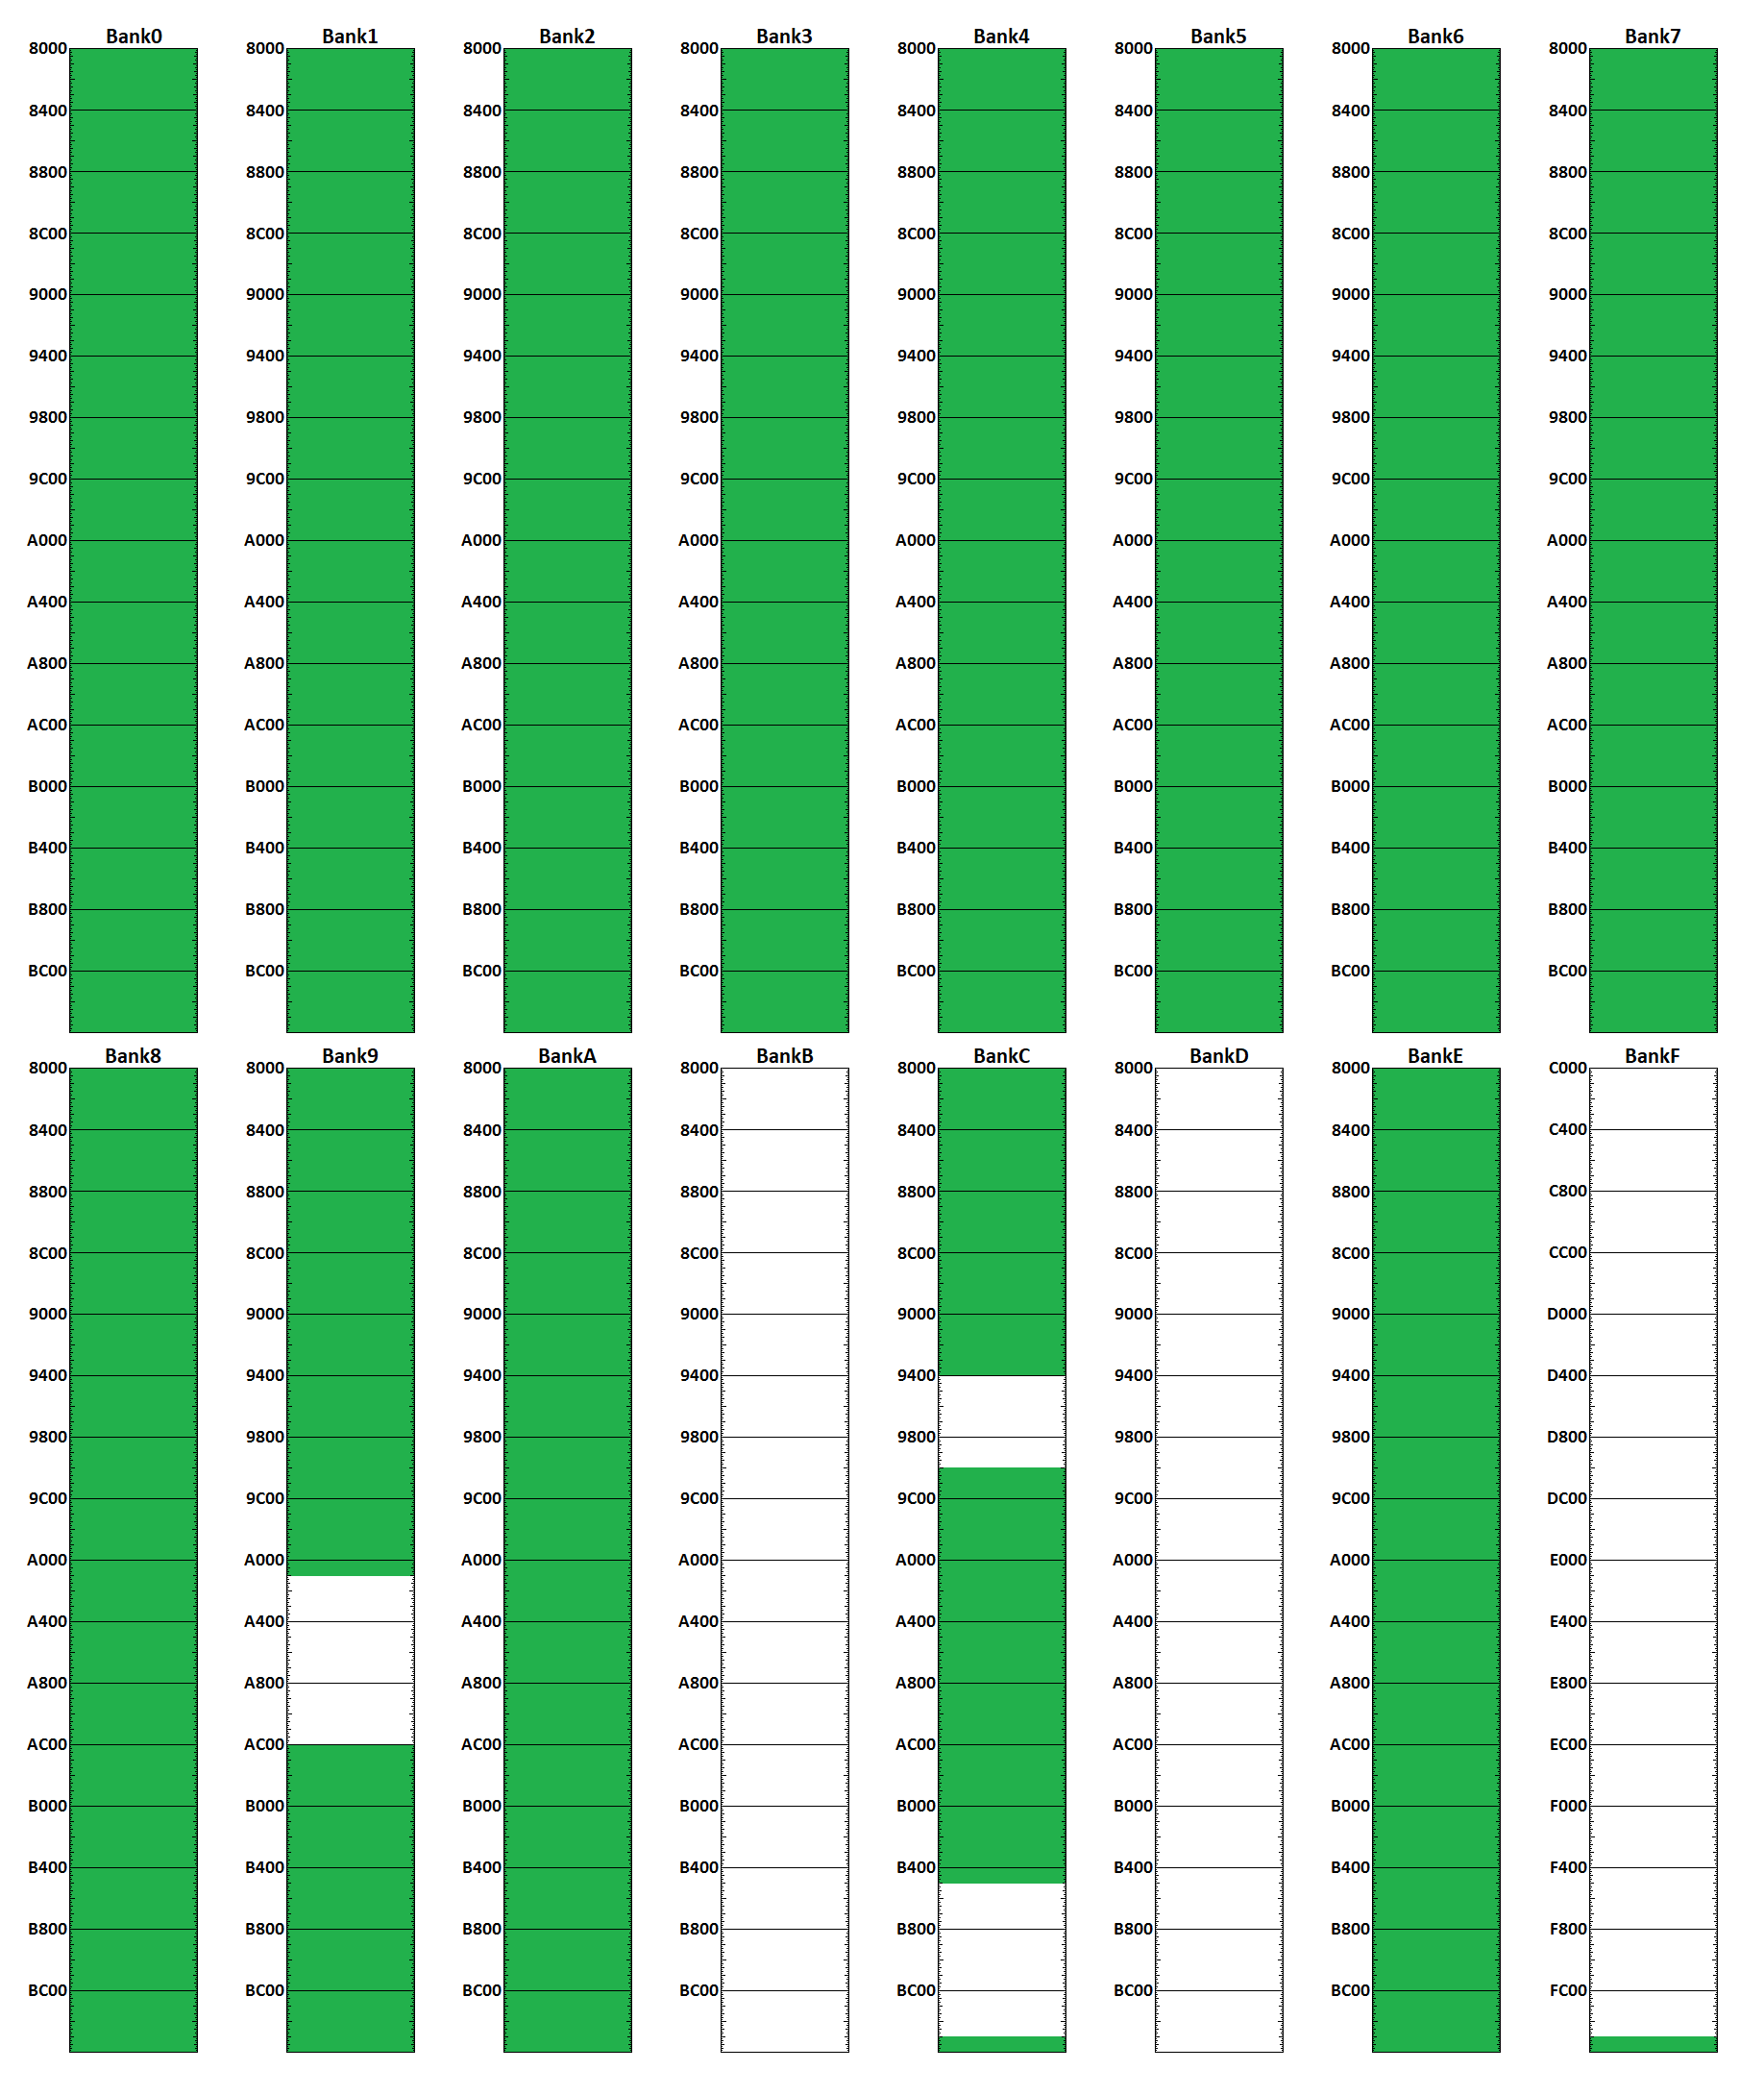 Bank0 Bank1 Bank2 Bank3 Bank4 Bank5 Bank6 Bank7
8000 8000 8000 8000 8000 8000 8000 8000
8400 8400 8400 8400 8400 8400 8400 8400
8800 8800 8800 8800 8800 8800 8800 8800
8C00 8C00 8C00 8C00 8C00 8C00 8C00 8C00
9000 9000 9000 9000 9000 9000 9000 9000
9400 9400 9400 9400 9400 9400 9400 9400
9800 9800 9800 9800 9800 9800 9800 9800
9C00 9C00 9C00 9C00 9C00 9C00 9C00 9C00
A000 A000 A000 A000 A000 A000 A000 A000
A400 A400 A400 A400 A400 A400 A400 A400
A800 A800 A800 A800 A800 A800 A800 A800
AC00 AC00 AC00 AC00 AC00 AC00 AC00 AC00
B000 B000 B000 B000 B000 B000 B000 B000
B400 B400 B400 B400 B400 B400 B400 B400
B800 B800 B800 B800 B800 B800 B800 B800
BC00 BC00 BC00 BC00 BC00 BC00 BC00 BC00
Bank8 Bank9 BankA BankB BankC BankD BankE BankF
8000 8000 8000 8000 8000 8000 8000 C000
8400 8400 8400 8400 8400 8400 8400 C400
8800 8800 8800 8800 8800 8800 8800 C800
8C00 8C00 8C00 8C00 8C00 8C00 8C00 CC00
9000 9000 9000 9000 9000 9000 9000 D000
9400 9400 9400 9400 9400 9400 9400 D400
9800 9800 9800 9800 9800 9800 9800 D800
9C00 9C00 9C00 9C00 9C00 9C00 9C00 DC00
A000 A000 A000 A000 A000 A000 A000 E000
A400 A400 A400 A400 A400 A400 A400 E400
A800 A800 A800 A800 A800 A800 A800 E800
AC00 AC00 AC00 AC00 AC00 AC00 AC00 EC00
B000 B000 B000 B000 B000 B000 B000 F000
B400 B400 B400 B400 B400 B400 B400 F400
B800 B800 B800 B800 B800 B800 B800 F800
BC00 BC00 BC00 BC00 BC00 BC00 BC00 FC00